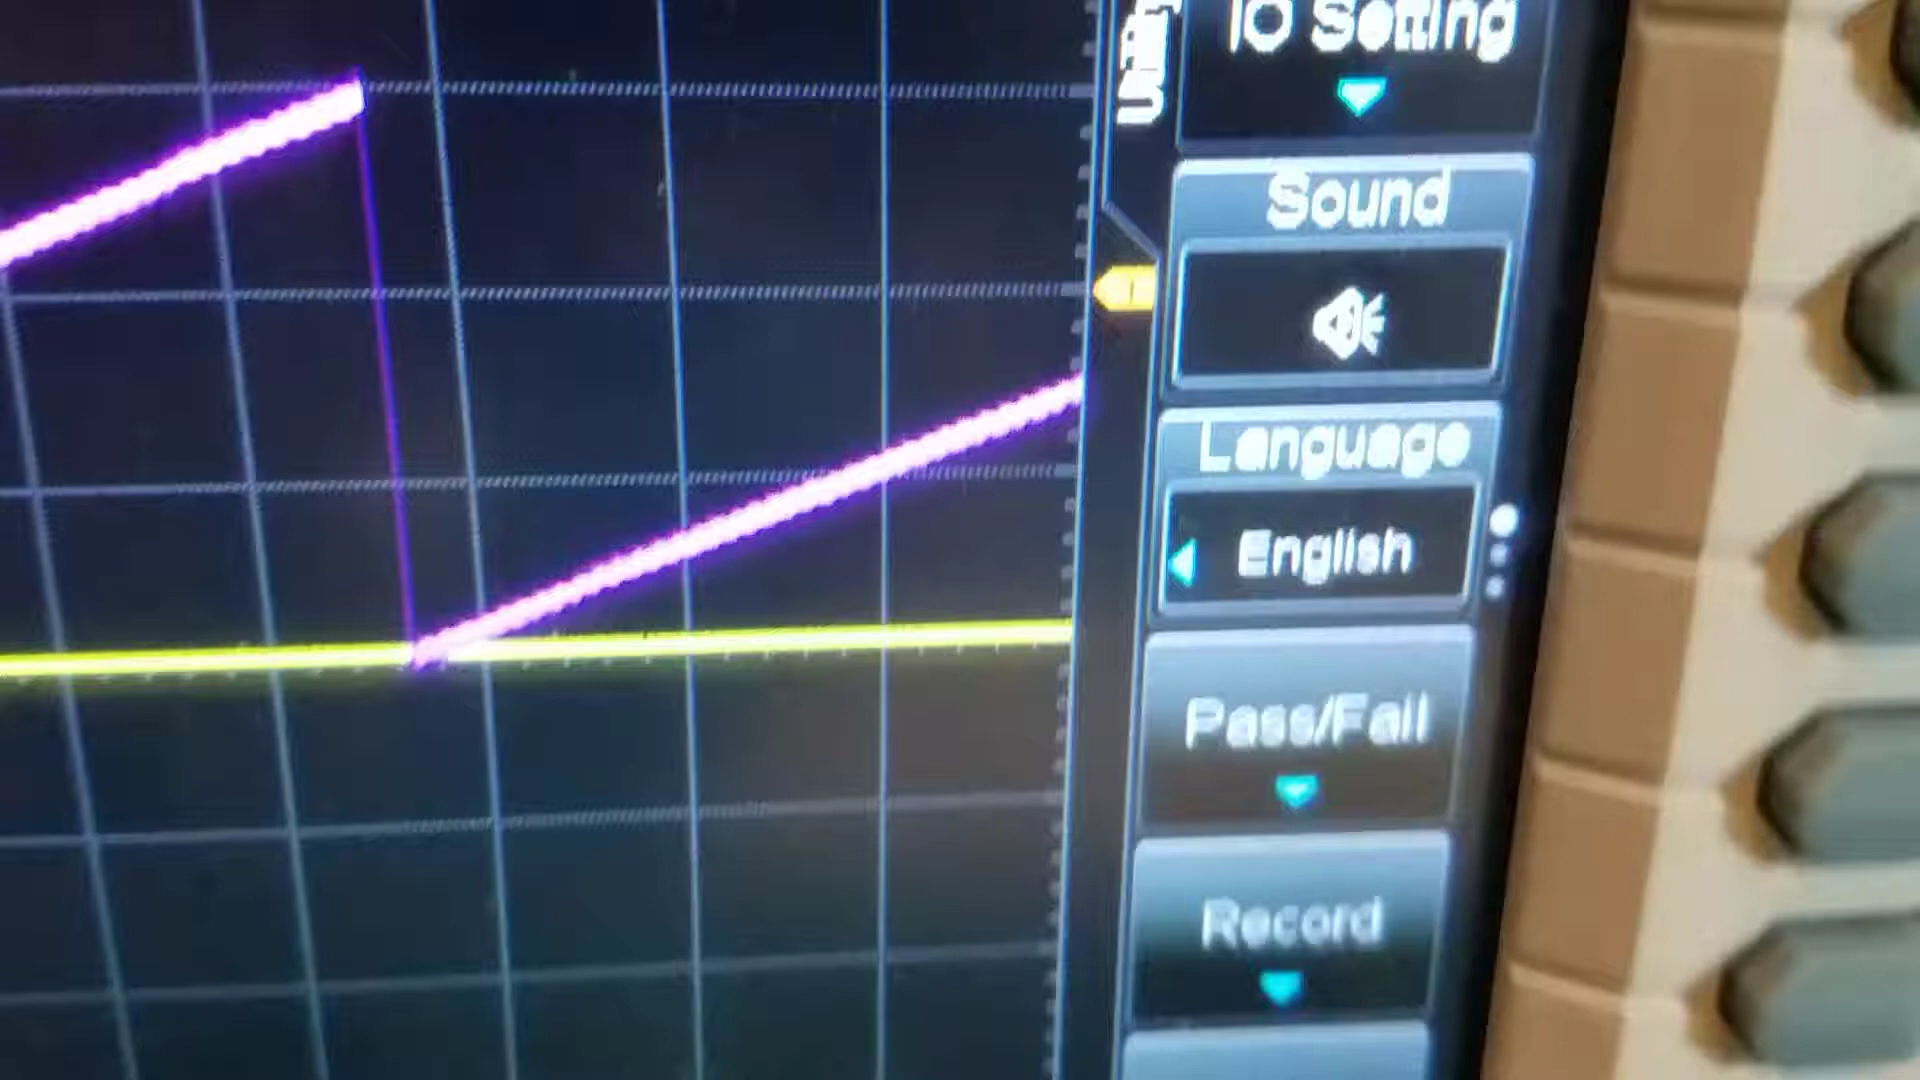 IO Setting
Sound
Language
English
Pass/Fail
Record